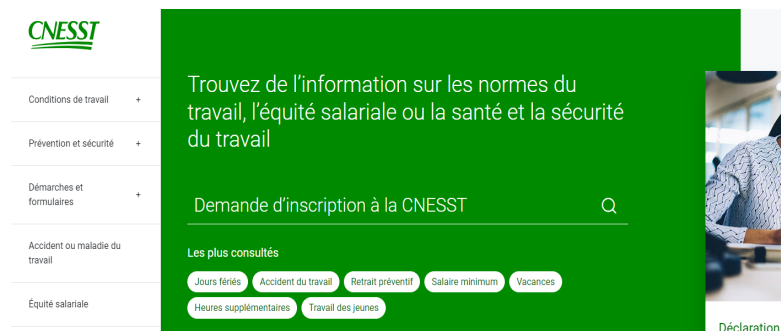 CNESST
Conditions de travail +
Prévention et sécurité +
Démarches et
formulaires +
Accident ou maladie du
travail
Équité salariale
Trouvez de l'information sur les normes du
travail, l'équité salariale ou la santé et la sécurité
du travail
Demande d'inscription à la CNESST
Les plus consultés
Jours fériés Accident du travail Retrait préventif Salaire minimum Vacances
Heures supplémentaires Travail des jeunes
Déclaration